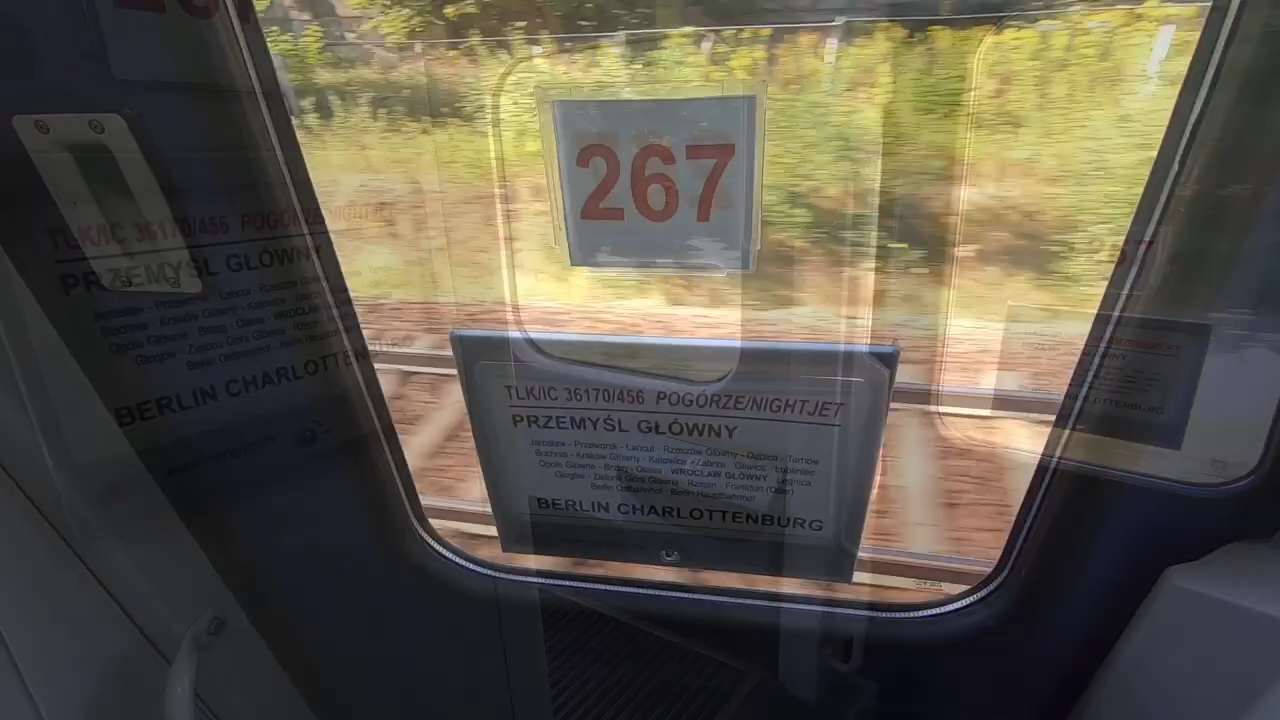 267
TLK/IC 36170/456 POGÓRZE/NIGHTJET
PRZEMYŚL GŁÓWNY
Jarosław - Przeworsk - Łańcut - Rzeszów Główny - Dębica - Tarnów
Bochnia - Kraków Główny - Katowice - Zabrze - Gliwice - Lubliniec
Opole Główne - Brzeg - Oława - WROCŁAW GŁÓWNY - Legnica
Głogów - Zielona Góra Główna - Rzepin - Frankfurt (Oder)
Berlin Ostbahnhof - Berlin Hauptbahnhof
BERLIN CHARLOTTENBURG